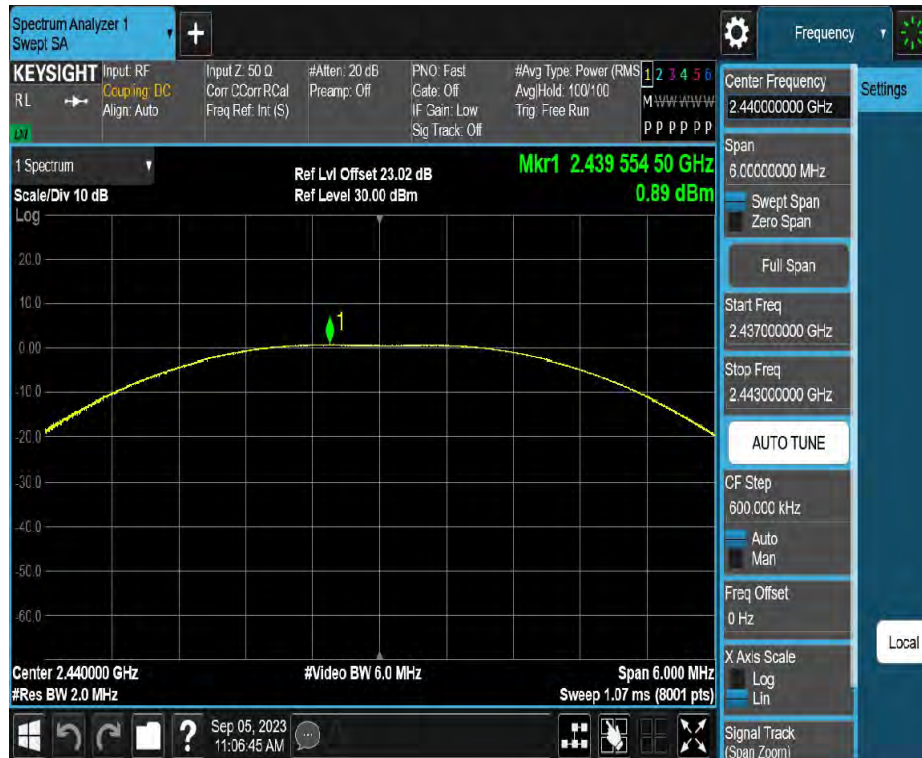 Spectrum Analyzer 1
Swept SA
+
Frequency
KEYSIGHT
RL
Input: RF
Coupling: DC
Align: Auto
Input Z: 50 Ω
Corr CCorr RCal
Freq Ref: Int (S)
#Atten: 20 dB
Preamp: Off
PNO: Fast
Gate: Off
IF Gain: Low
Sig Track: Off
#Avg Type: Power (RMS
Avg|Hold: 100/100
Trig: Free Run
1 2 3 4 5 6
M W W W W W
P P P P P P
1 Spectrum
Scale/Div 10 dB
Log
Ref Lvl Offset 23.02 dB
Ref Level 30.00 dBm
Mkr1 2.439 554 50 GHz
0.89 dBm
20.0
10.0
0.00
-10.0
-20.0
-30.0
-40.0
-50.0
-60.0
1
Center 2.440000 GHz
#Res BW 2.0 MHz
#Video BW 6.0 MHz
Span 6.000 MHz
Sweep 1.07 ms (8001 pts)
?
Sep 05, 2023
11:06:45 AM
Center Frequency
2.440000000 GHz
Span
6.00000000 MHz
Swept Span
Zero Span
Full Span
Start Freq
2.437000000 GHz
Stop Freq
2.443000000 GHz
AUTO TUNE
CF Step
600.000 kHz
Auto
Man
Freq Offset
0 Hz
X Axis Scale
Log
Lin
Signal Track
(Span Zoom)
Settings
Local